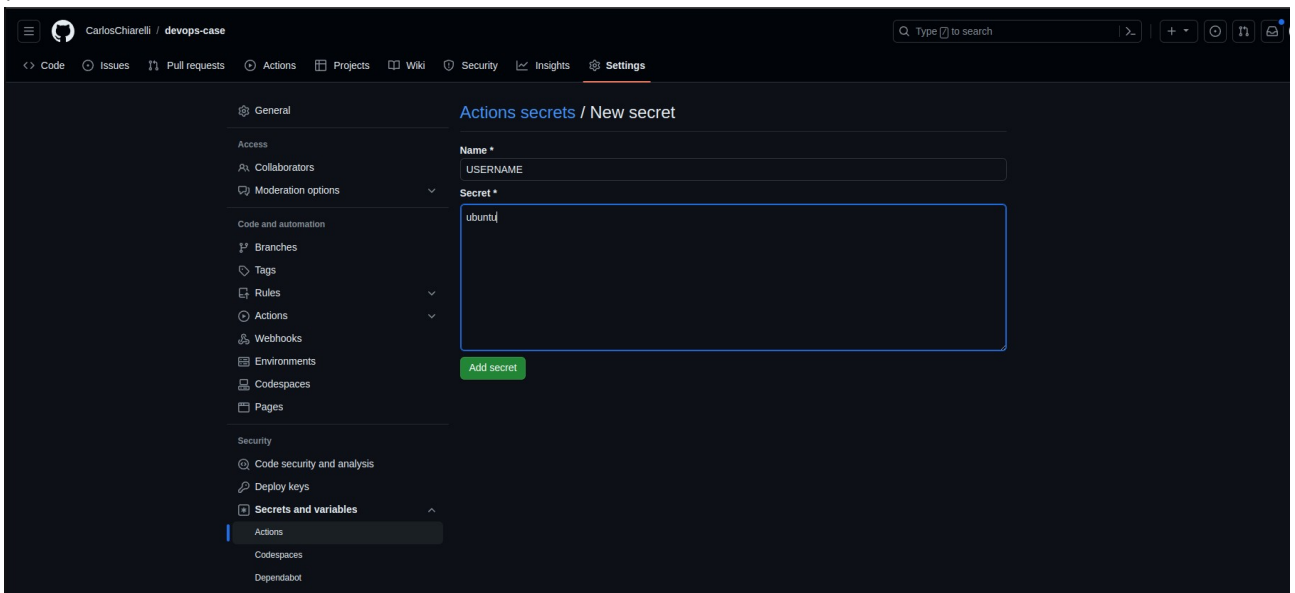 CarlosChiarelli / devops-case
Type / to search
Code Issues Pull requests Actions Projects Wiki Security Insights Settings
General
Access
Collaborators
Moderation options
Code and automation
Branches
Tags
Rules
Actions
Webhooks
Environments
Codespaces
Pages
Security
Code security and analysis
Deploy keys
Secrets and variables
Actions
Codespaces
Dependabot
Actions secrets / New secret
Name *
USERNAME
Secret *
ubuntu
Add secret